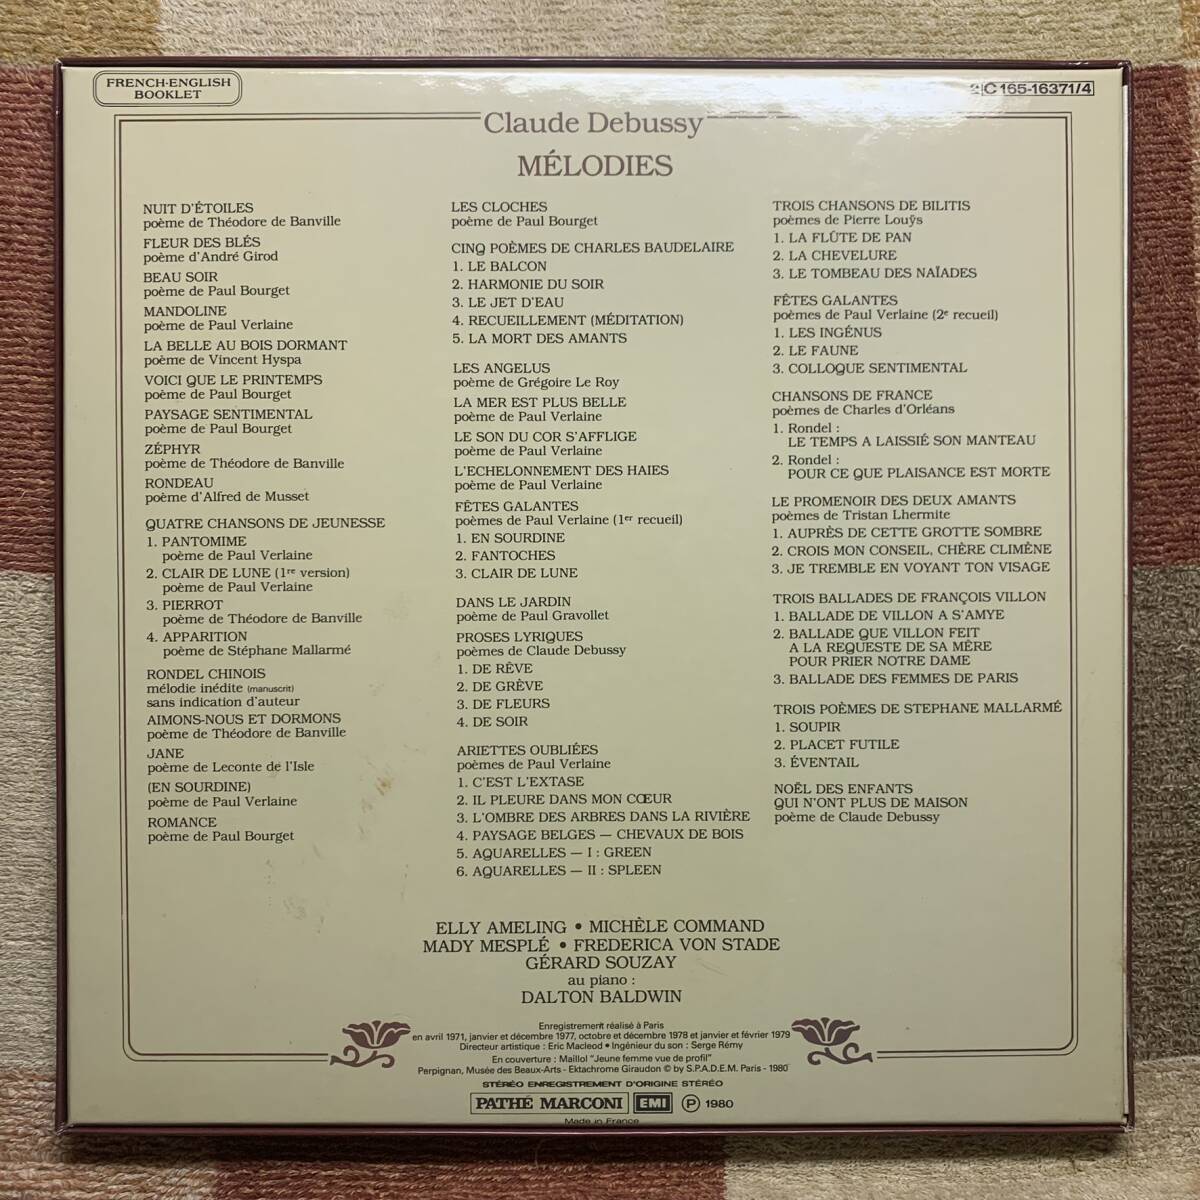 FRENCH-ENGLISH
BOOKLET
2 C 165-16371/4
Claude Debussy
MÉLODIES
NUIT D'ÉTOILES
poème de Théodore de Banville
FLEUR DES BLÉS
poème d'André Girod
BEAU SOIR
poème de Paul Bourget
MANDOLINE
poème de Paul Verlaine
LA BELLE AU BOIS DORMANT
poème de Vincent Hyspa
VOICI QUE LE PRINTEMPS
poème de Paul Bourget
PAYSAGE SENTIMENTAL
poème de Paul Bourget
ZÉPHYR
poème de Théodore de Banville
RONDEAU
poème d'Alfred de Musset
QUATRE CHANSONS DE JEUNESSE
1. PANTOMIME
poème de Paul Verlaine
2. CLAIR DE LUNE (1re version)
poème de Paul Verlaine
3. PIERROT
poème de Théodore de Banville
4. APPARITION
poème de Stéphane Mallarmé
RONDEL CHINOIS
mélodie inédite (manuscrit)
sans indication d'auteur
AIMONS-NOUS ET DORMONS
poème de Théodore de Banville
JANE
poème de Leconte de l'Isle
(EN SOURDINE)
poème de Paul Verlaine
ROMANCE
poème de Paul Bourget
LES CLOCHES
poème de Paul Bourget
CINQ POÈMES DE CHARLES BAUDELAIRE
1. LE BALCON
2. HARMONIE DU SOIR
3. LE JET D'EAU
4. RECUEILLEMENT (MÉDITATION)
5. LA MORT DES AMANTS
LES ANGELUS
poème de Grégoire Le Roy
LA MER EST PLUS BELLE
poème de Paul Verlaine
LE SON DU COR S'AFFLIGE
poème de Paul Verlaine
L'ECHELONNEMENT DES HAIES
poème de Paul Verlaine
FÊTES GALANTES
poèmes de Paul Verlaine (1er recueil)
1. EN SOURDINE
2. FANTOCHES
3. CLAIR DE LUNE
DANS LE JARDIN
poème de Paul Gravollet
PROSES LYRIQUES
poèmes de Claude Debussy
1. DE RÊVE
2. DE GRÈVE
3. DE FLEURS
4. DE SOIR
ARIETTES OUBLIÉES
poèmes de Paul Verlaine
1. C'EST L'EXTASE
2. IL PLEURE DANS MON CŒUR
3. L'OMBRE DES ARBRES DANS LA RIVIÈRE
4. PAYSAGE BELGES — CHEVAUX DE BOIS
5. AQUARELLES — I : GREEN
6. AQUARELLES — II : SPLEEN
TROIS CHANSONS DE BILITIS
poèmes de Pierre Louÿs
1. LA FLÛTE DE PAN
2. LA CHEVELURE
3. LE TOMBEAU DES NAÏADES
FÊTES GALANTES
poèmes de Paul Verlaine (2e recueil)
1. LES INGÉNUS
2. LE FAUNE
3. COLLOQUE SENTIMENTAL
CHANSONS DE FRANCE
poèmes de Charles d'Orléans
1. Rondel :
LE TEMPS A LAISSIÉ SON MANTEAU
2. Rondel :
POUR CE QUE PLAISANCE EST MORTE
LE PROMENOIR DES DEUX AMANTS
poèmes de Tristan Lhermite
1. AUPRÈS DE CETTE GROTTE SOMBRE
2. CROIS MON CONSEIL, CHÈRE CLIMÈNE
3. JE TREMBLE EN VOYANT TON VISAGE
TROIS BALLADES DE FRANÇOIS VILLON
1. BALLADE DE VILLON A S'AMYE
2. BALLADE QUE VILLON FEIT
A LA REQUESTE DE SA MÈRE
POUR PRIER NOTRE DAME
3. BALLADE DES FEMMES DE PARIS
TROIS POÈMES DE STEPHANE MALLARMÉ
1. SOUPIR
2. PLACET FUTILE
3. ÉVENTAIL
NOËL DES ENFANTS
QUI N'ONT PLUS DE MAISON
poème de Claude Debussy
ELLY AMELING • MICHÈLE COMMAND
MADY MESPLÉ • FREDERICA VON STADE
GÉRARD SOUZAY
au piano :
DALTON BALDWIN
Enregistrement réalisé à Paris
en avril 1971, janvier et décembre 1977, octobre et décembre 1978 et janvier et février 1979
Directeur artistique : Eric Macleod • Ingénieur du son : Serge Rémy
En couverture : Maillol "Jeune femme vue de profil"
Perpignan, Musée des Beaux-Arts - Ektachrome Giraudon © by S.P.A.D.E.M. Paris - 1980
STÉRÉO ENREGISTREMENT D'ORIGINE STÉRÉO
PATHÉ MARCONI EMI ℗ 1980
Made in France